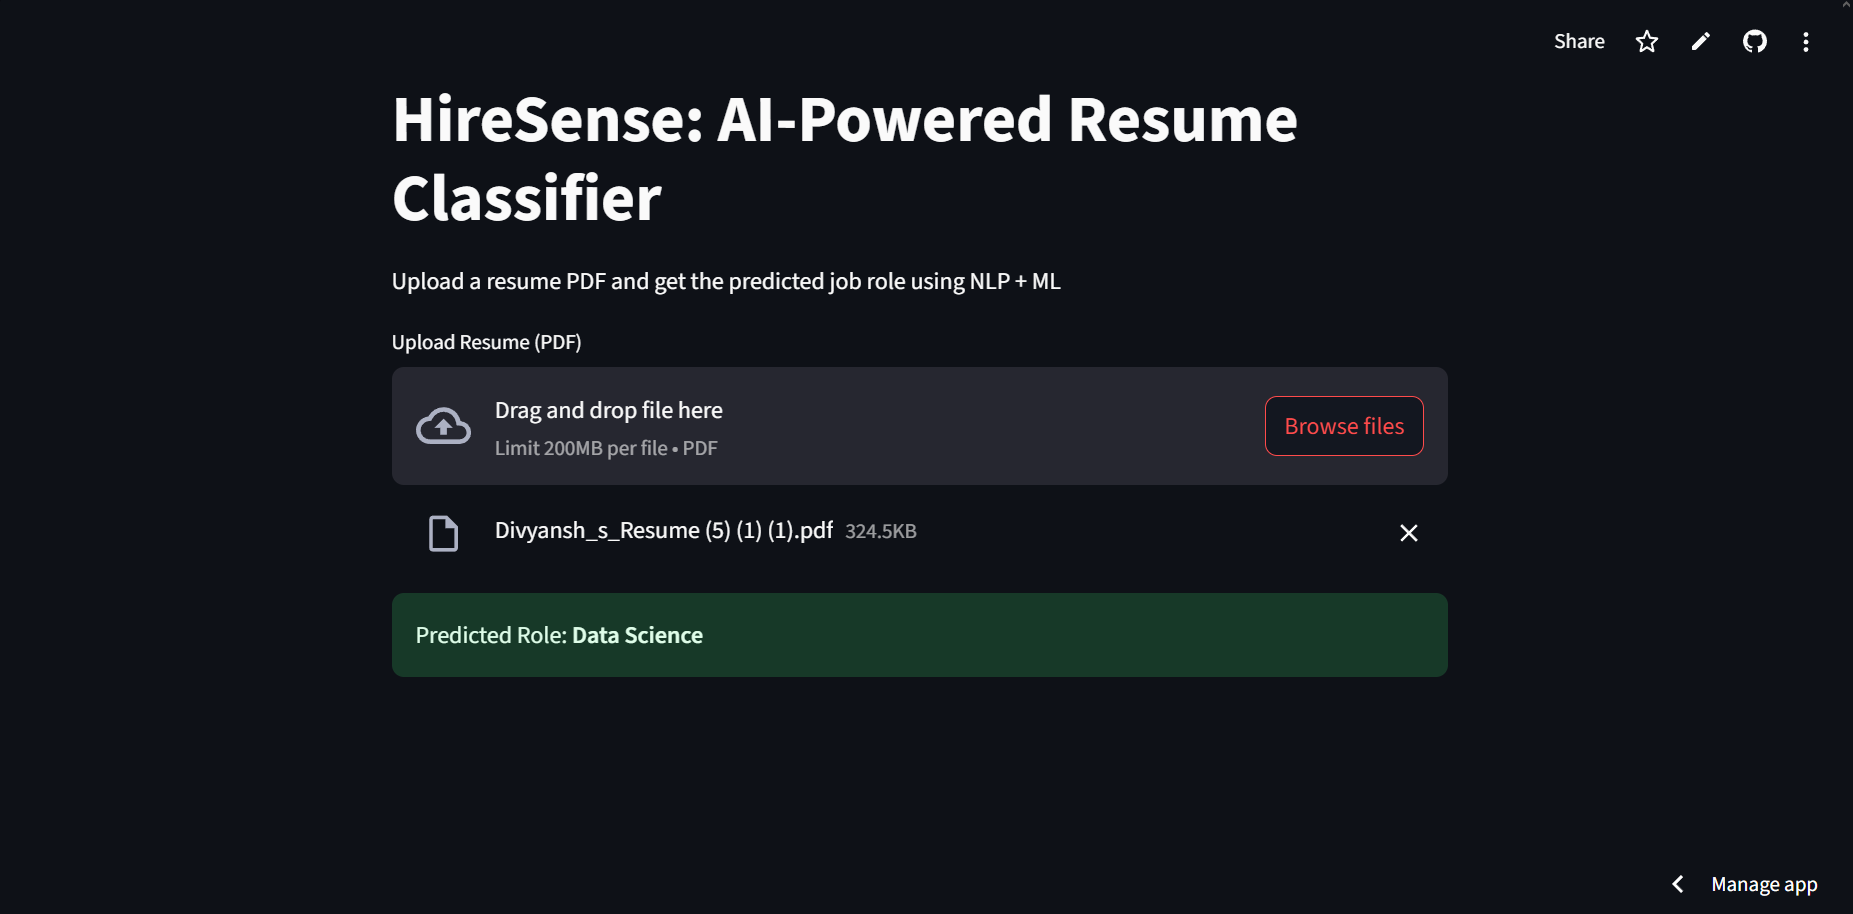 Share
HireSense: AI-Powered Resume
Classifier
Upload a resume PDF and get the predicted job role using NLP + ML
Upload Resume (PDF)
Drag and drop file here
Limit 200MB per file • PDF
Browse files
Divyansh_s_Resume (5) (1) (1).pdf 324.5KB
Predicted Role: Data Science
Manage app